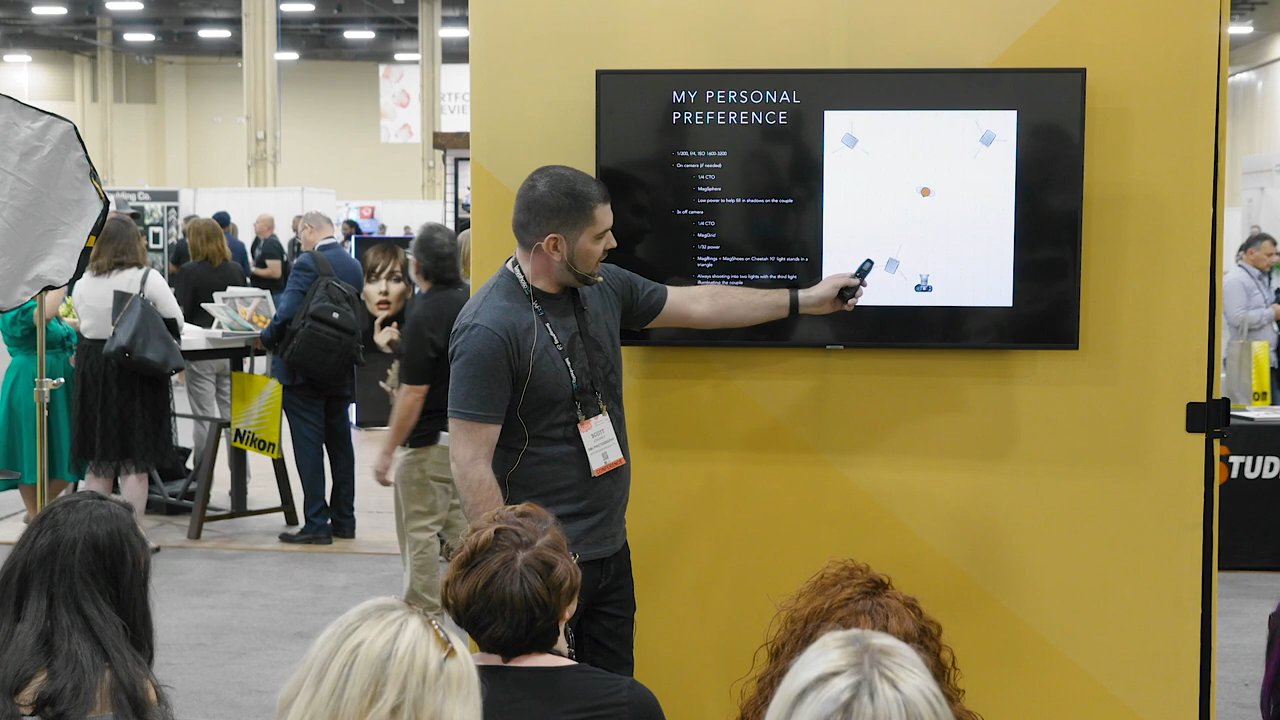 MY PERSONAL
PREFERENCE
1/200, f/4, ISO 1600-3200
On camera (if needed)
1/4 CTO
MagSphere
Low power to help fill in shadows on the couple
3x off camera
1/4 CTO
MagGrid
1/32 power
MagRings + MagShoes on Cheetah 10' light stands in a
triangle
Always shooting into two lights with the third light
illuminating the couple
Nikon
SCOTT
CONFERENCE
STUD